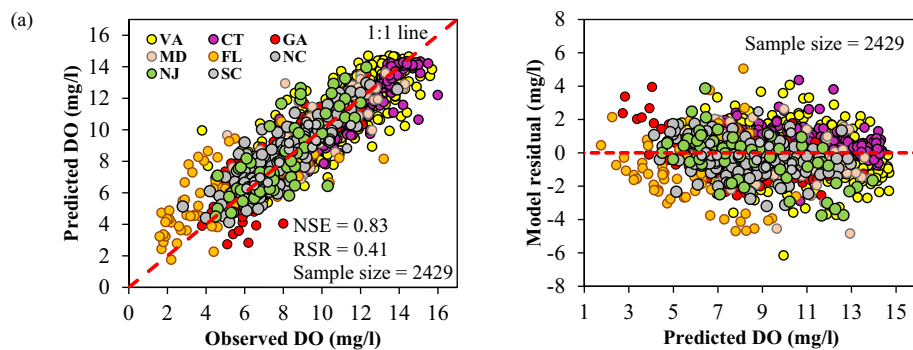 (a)
16
14
12
10
8
6
4
2
0
Predicted DO (mg/l)
VA CT GA
MD FL NC
NJ SC
1:1 line
NSE = 0.83
RSR = 0.41
Sample size = 2429
0 2 4 6 8 10 12 14 16
Observed DO (mg/l)
8
6
4
2
0
-2
-4
-6
-8
Model residual (mg/l)
Sample size = 2429
1 3 5 7 9 11 13 15
Predicted DO (mg/l)